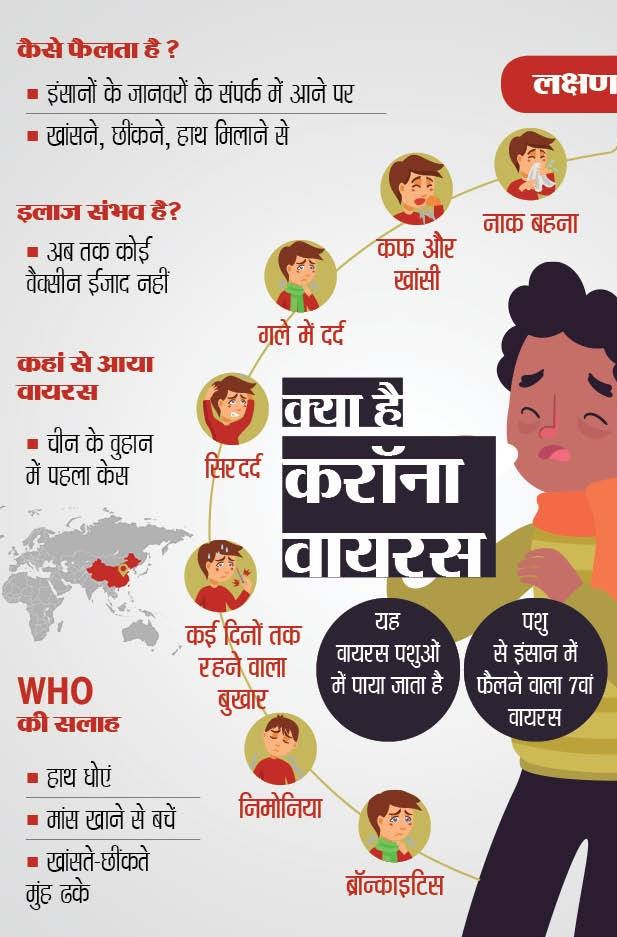 कैसे फैलता है ?
इंसानों के जानवरों के संपर्क में आने पर
खांसने, छींकने, हाथ मिलाने से
इलाज संभव है?
अब तक कोई
वैक्सीन ईजाद नहीं
कहां से आया
वायरस
चीन के वुहान
में पहला केस
WHO
की सलाह
हाथ धोएं
मांस खाने से बचें
खांसते-छींकते
मुंह ढकें
लक्षण
नाक बहना
कफ और
खांसी
गले में दर्द
सिरदर्द
कई दिनों तक
रहने वाला
बुखार
निमोनिया
ब्रॉन्काइटिस
क्या है
करॉना
वायरस
यह
वायरस पशुओं
में पाया जाता है
पशु
से इंसान में
फैलने वाला 7वां
वायरस